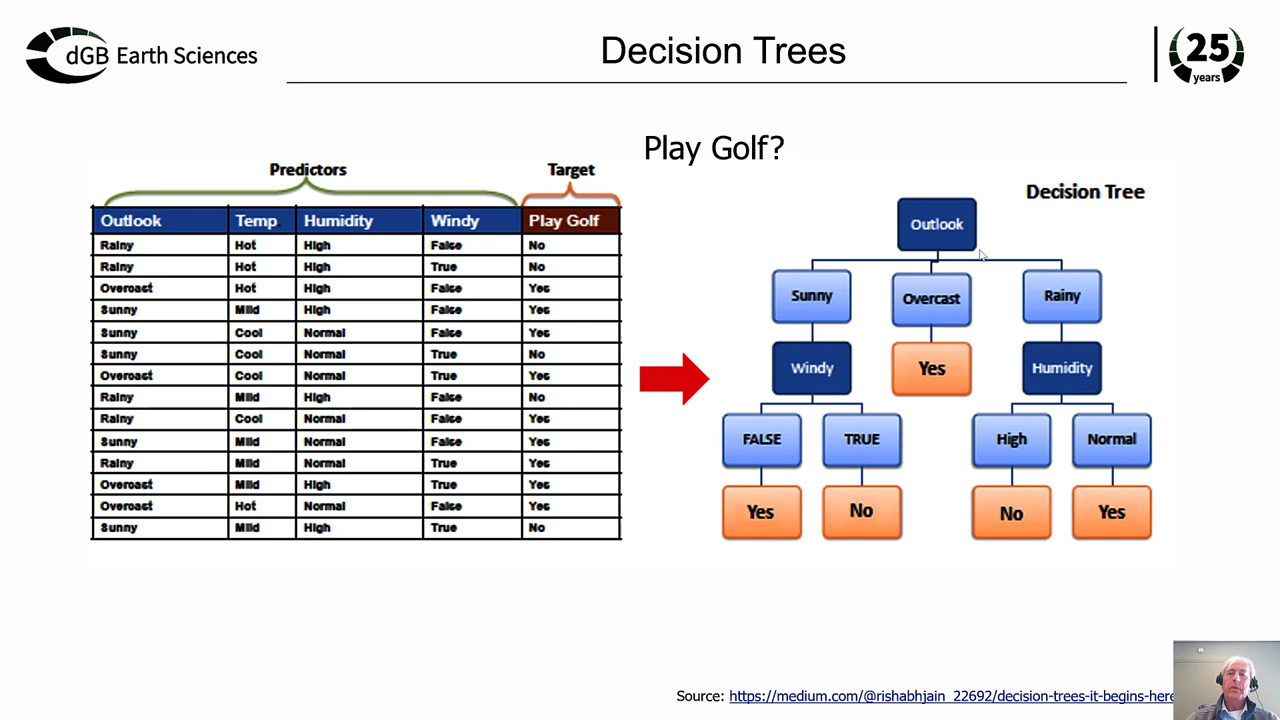 dGB Earth Sciences
Decision Trees
25
years
Play Golf?
Predictors
Target
Outlook Temp Humidity Windy Play Golf
Rainy Hot High False No
Rainy Hot High True No
Overcast Hot High False Yes
Sunny Mild High False Yes
Sunny Cool Normal False Yes
Sunny Cool Normal True No
Overcast Cool Normal True Yes
Rainy Mild High False No
Rainy Cool Normal False Yes
Sunny Mild Normal False Yes
Rainy Mild Normal True Yes
Overcast Mild High True Yes
Overcast Hot Normal False Yes
Sunny Mild High True No
Decision Tree
Outlook
Sunny Overcast Rainy
Windy Yes Humidity
FALSE TRUE High Normal
Yes No No Yes
Source: https://medium.com/@rishabhjain_22692/decision-trees-it-begins-here